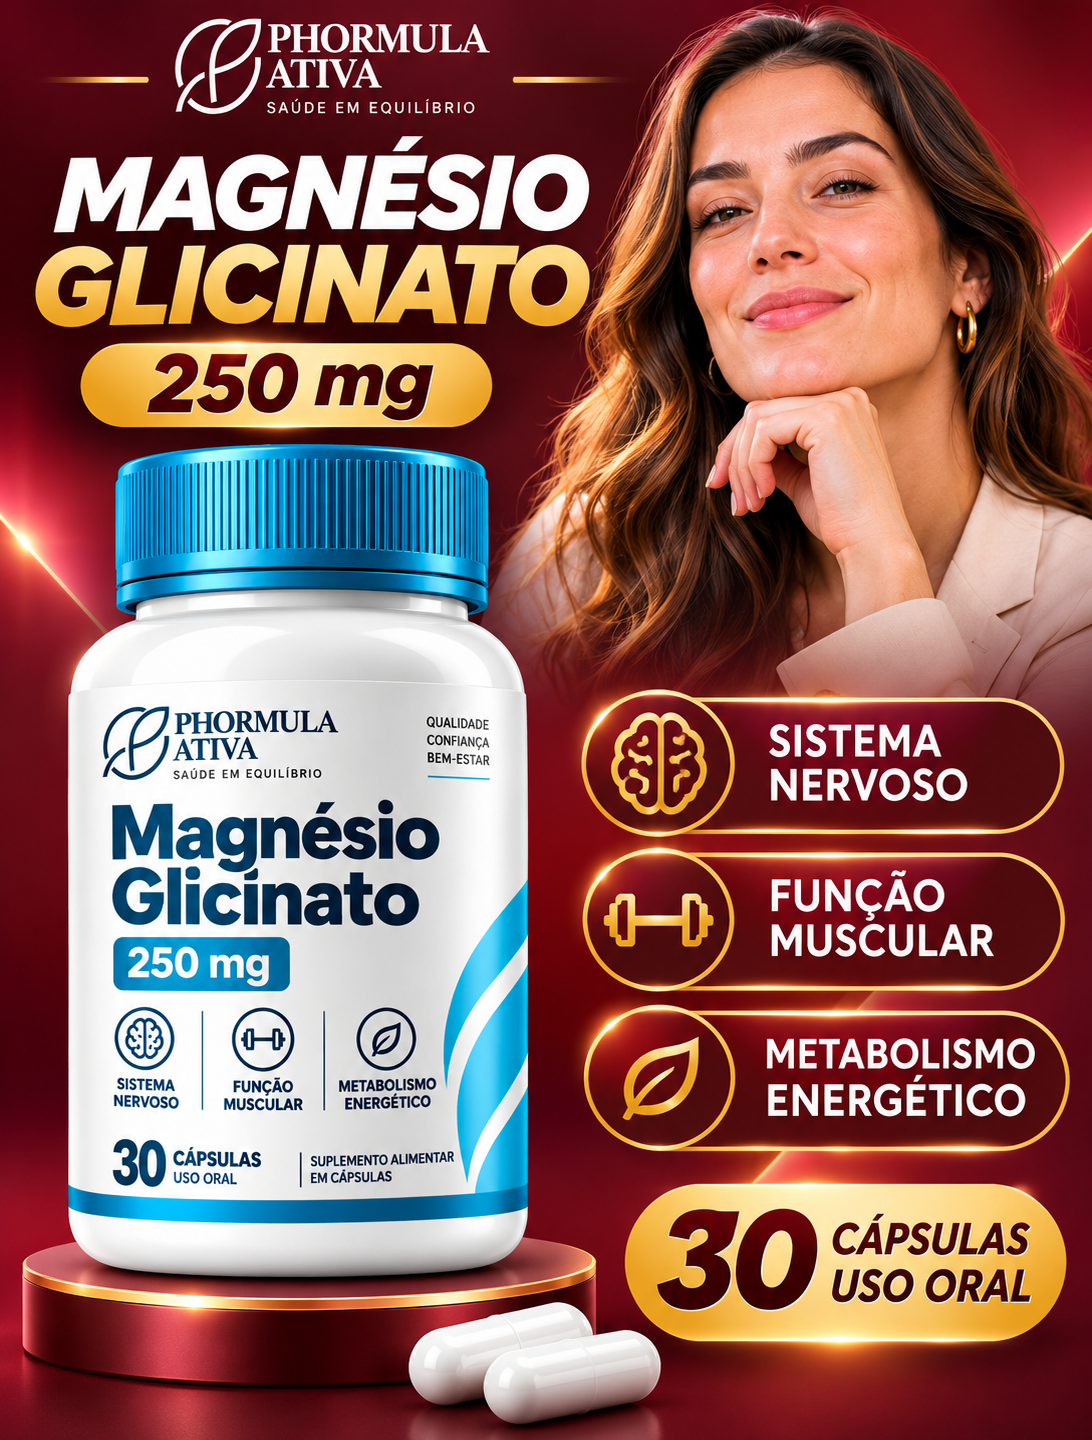 PHORMULA
ATIVA
SAÚDE EM EQUILÍBRIO
MAGNÉSIO
GLICINATO
250 mg
PHORMULA
ATIVA
SAÚDE EM EQUILÍBRIO
QUALIDADE
CONFIANÇA
BEM-ESTAR
Magnésio
Glicinato
250 mg
SISTEMA
NERVOSO
FUNÇÃO
MUSCULAR
METABOLISMO
ENERGÉTICO
30 CÁPSULAS
USO ORAL
SUPLEMENTO ALIMENTAR
EM CÁPSULAS
SISTEMA
NERVOSO
FUNÇÃO
MUSCULAR
METABOLISMO
ENERGÉTICO
30 CÁPSULAS
USO ORAL